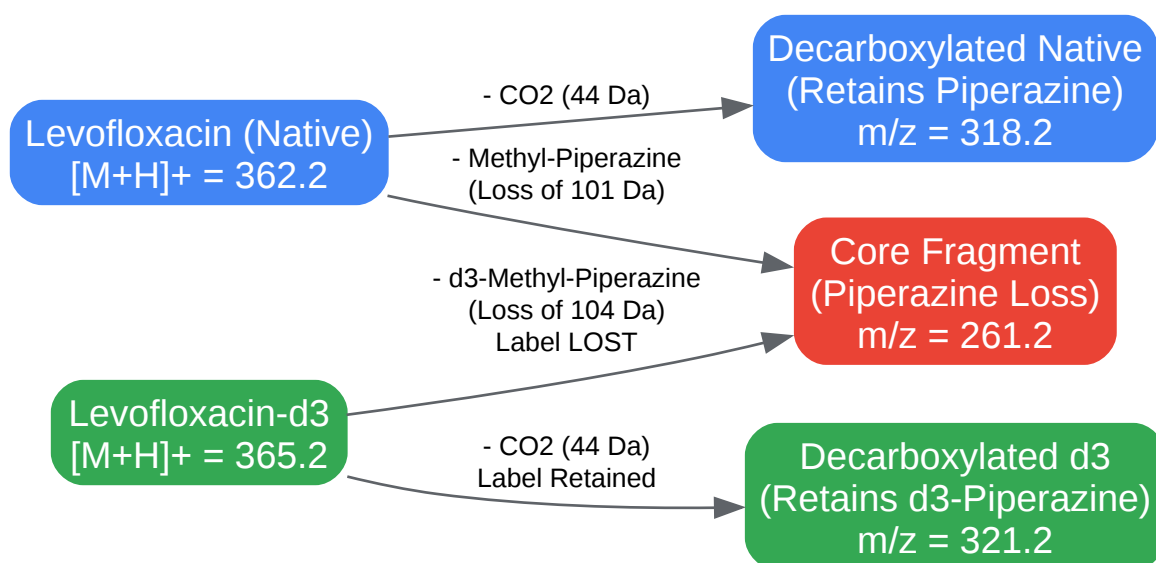 Levofloxacin (Native)
[M+H]+ = 362.2
- CO2 (44 Da)
Decarboxylated Native
(Retains Piperazine)
m/z = 318.2
- Methyl-Piperazine
(Loss of 101 Da)
Core Fragment
(Piperazine Loss)
m/z = 261.2
- d3-Methyl-Piperazine
(Loss of 104 Da)
Label LOST
Levofloxacin-d3
[M+H]+ = 365.2
- CO2 (44 Da)
Label Retained
Decarboxylated d3
(Retains d3-Piperazine)
m/z = 321.2